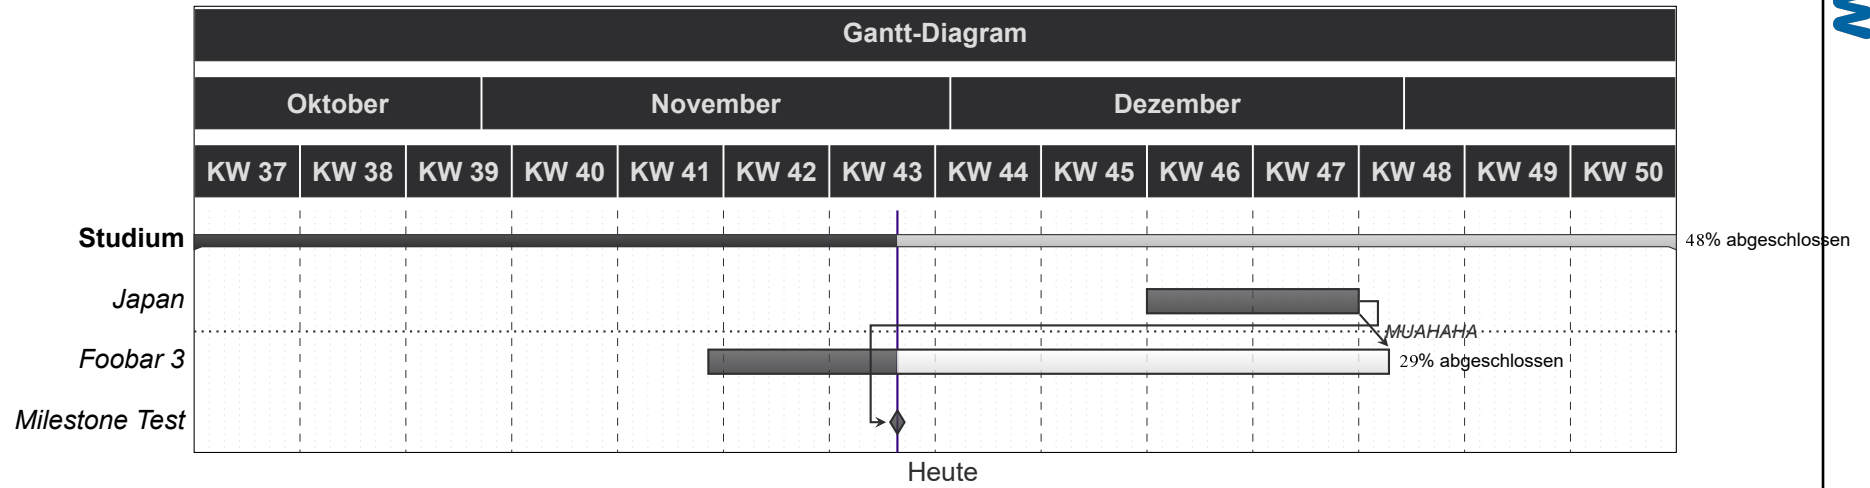 Gantt-Diagram
Oktober November Dezember
KW 37 KW 38 KW 39 KW 40 KW 41 KW 42 KW 43 KW 44 KW 45 KW 46 KW 47 KW 48 KW 49 KW 50
Studium 48% abgeschlossen
Japan
MUAHAHA
Foobar 3 29% abgeschlossen
Milestone Test
Heute